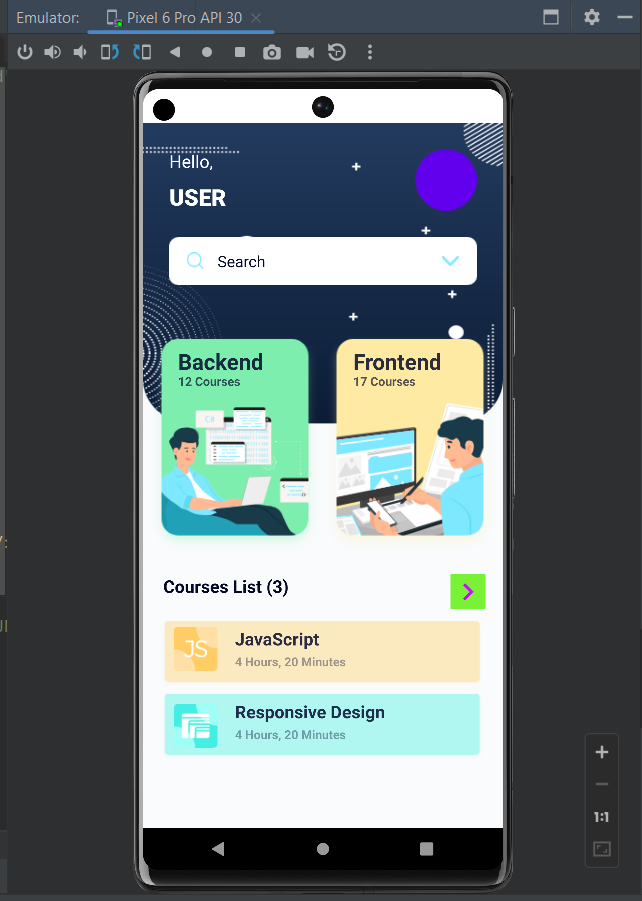 Emulator:
Pixel 6 Pro API 30
Hello,
USER
Search
Backend
12 Courses
Frontend
17 Courses
C#
Courses List (3)
JS
JavaScript
4 Hours, 20 Minutes
Responsive Design
4 Hours, 20 Minutes
1:1